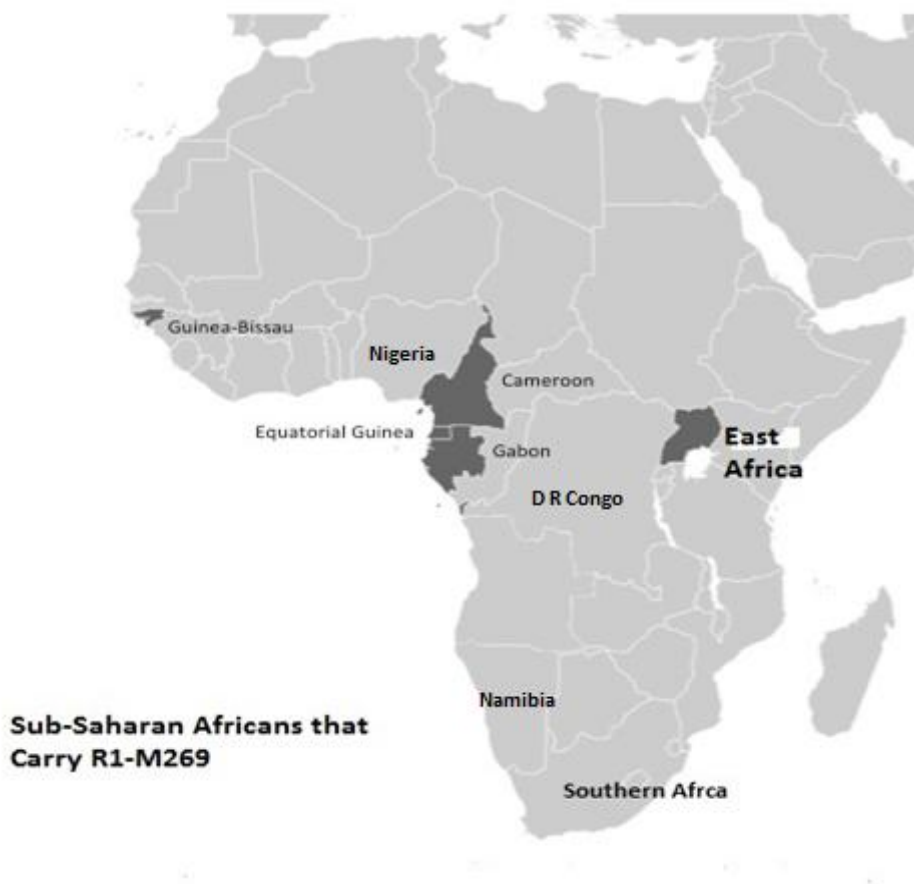 Guinea-Bissau
Nigeria
Cameroon
Equatorial Guinea
Gabon
East
Africa
D R Congo
Namibia
Sub-Saharan Africans that
Carry R1-M269
Southern Afrca